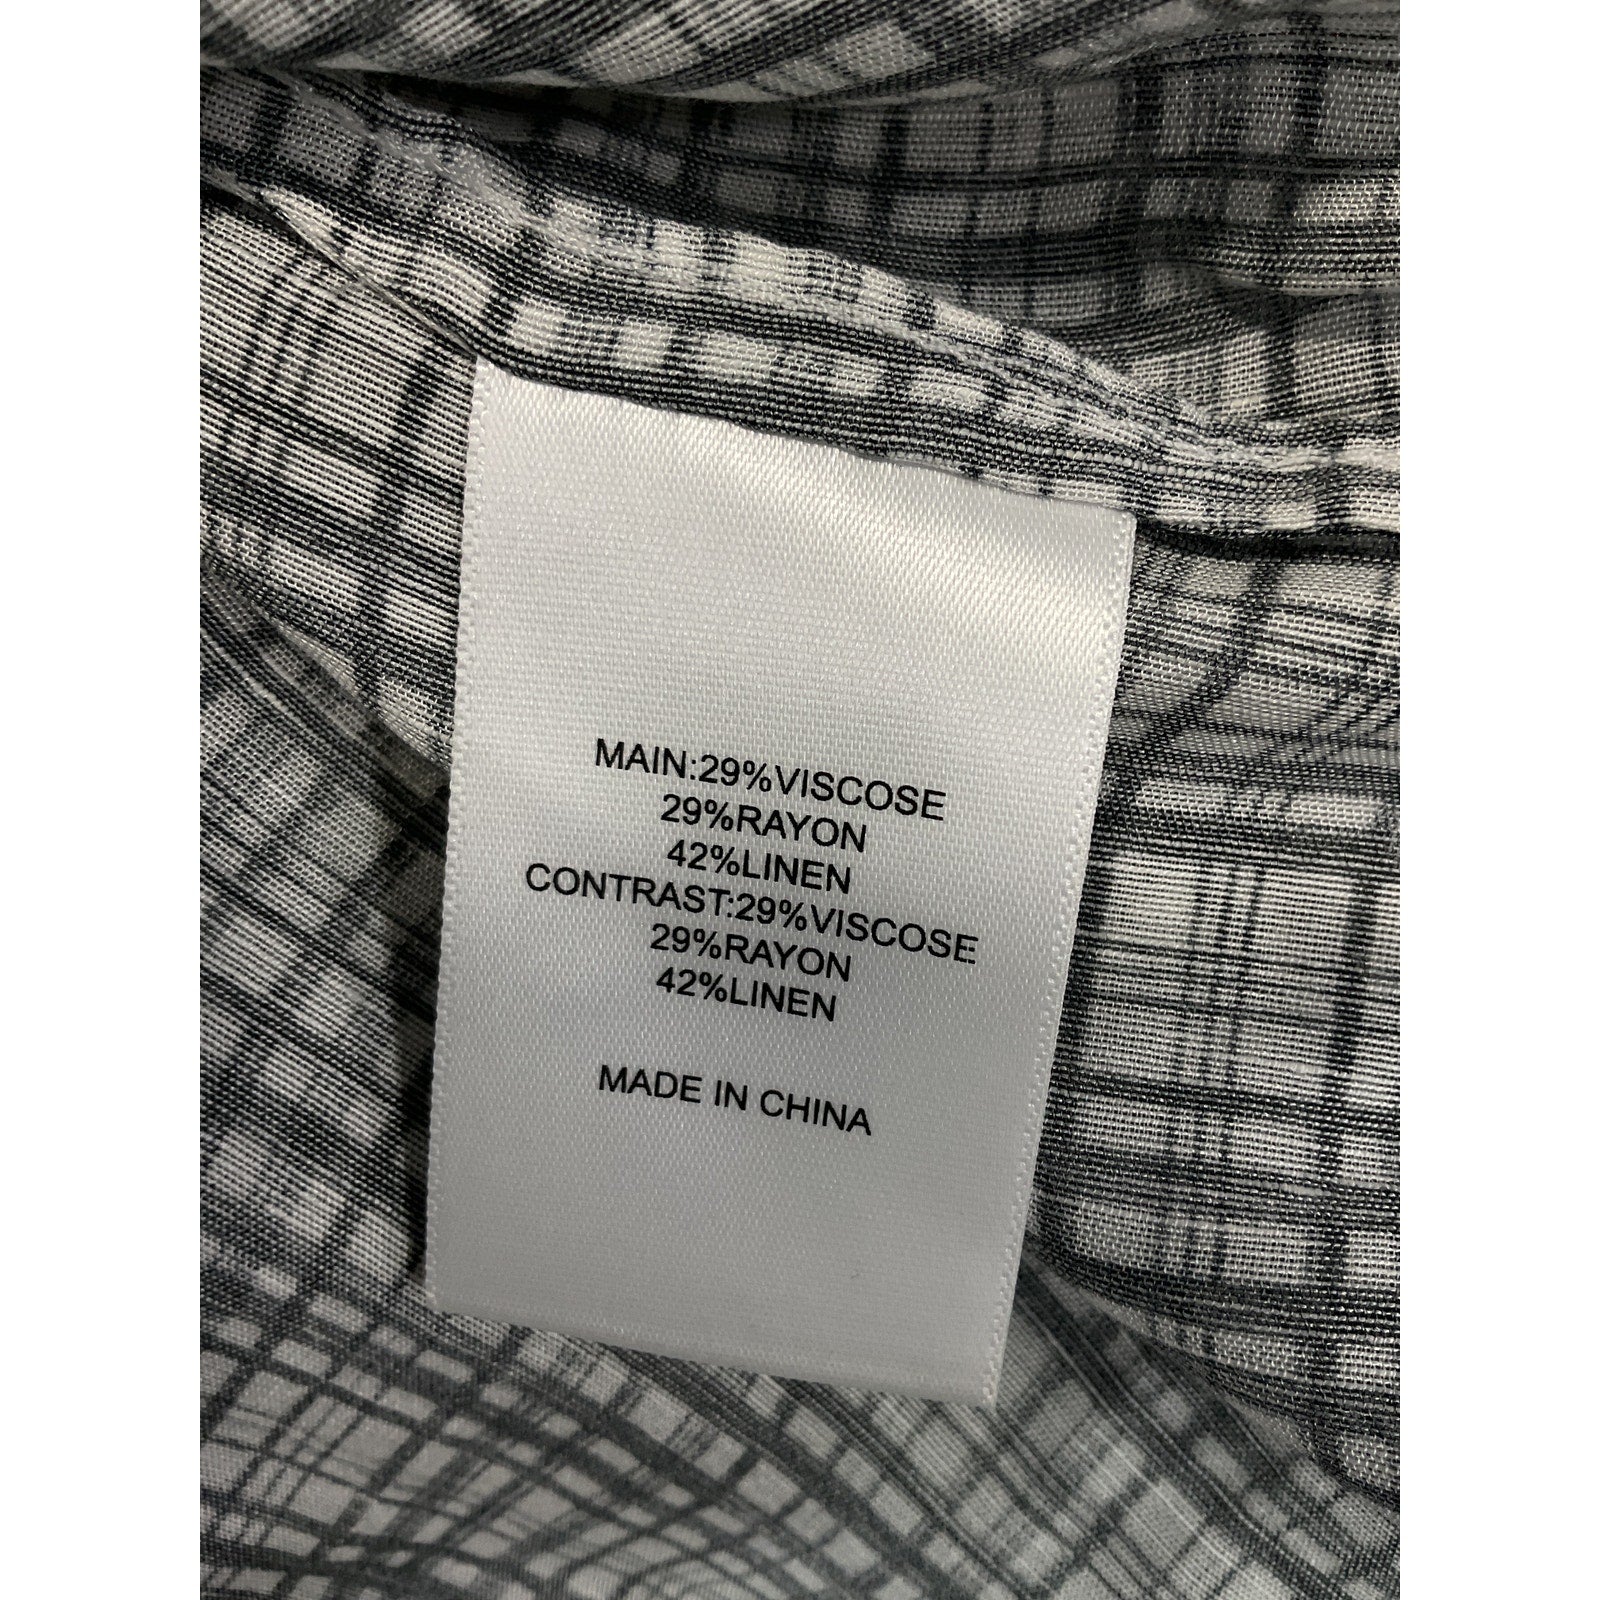 MAIN:29%VISCOSE
29%RAYON
42%LINEN
CONTRAST:29%VISCOSE
29%RAYON
42%LINEN
MADE IN CHINA